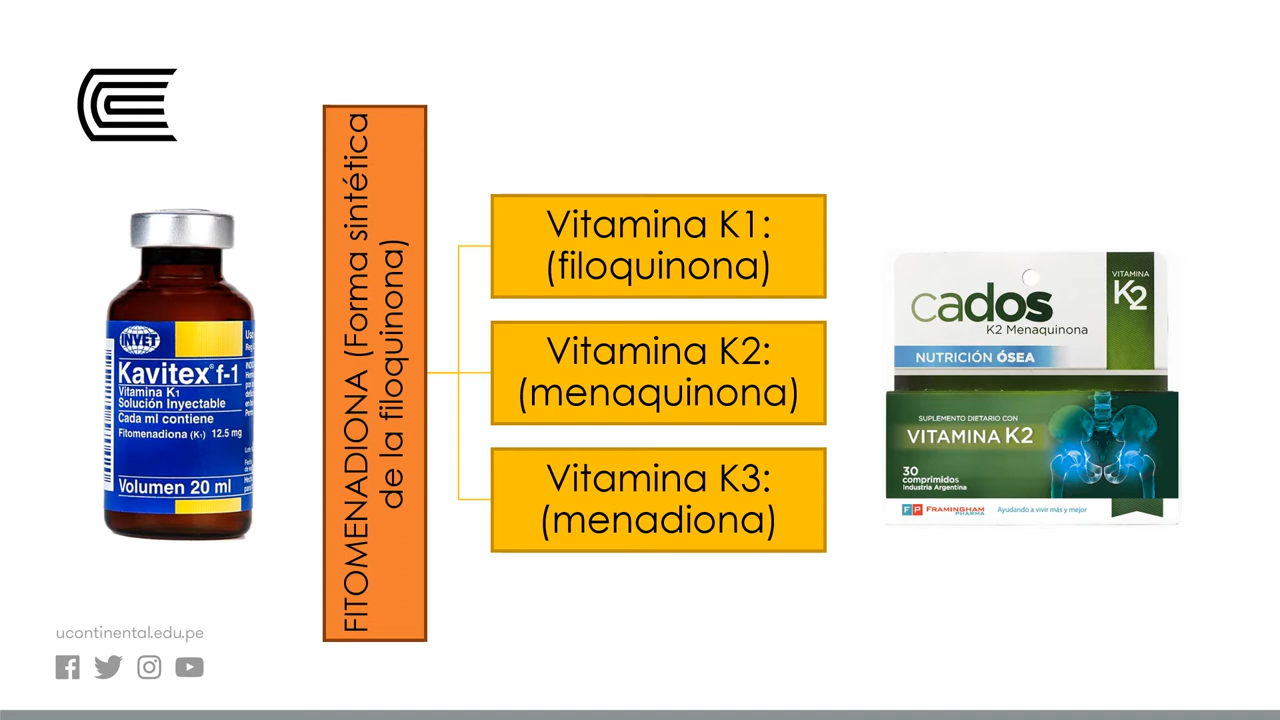 FITOMENADIONA (Forma sintética
de la filoquinona)
Vitamina K1:
(filoquinona)
Vitamina K2:
(menaquinona)
Vitamina K3:
(menadiona)
INVET
Kavitex® f-1
Vitamina K1
Solución Inyectable
Cada ml contiene
Fitomenadiona (K1) 12.5 mg
Volumen 20 ml
VITAMINA
K2
cados
K2 Menaquinona
NUTRICIÓN ÓSEA
SUPLEMENTO DIETARIO CON
VITAMINA K2
30
comprimidos
Industria Argentina
FP FRAMINGHAM
PHARMA
Ayudando a vivir más y mejor
ucontinental.edu.pe